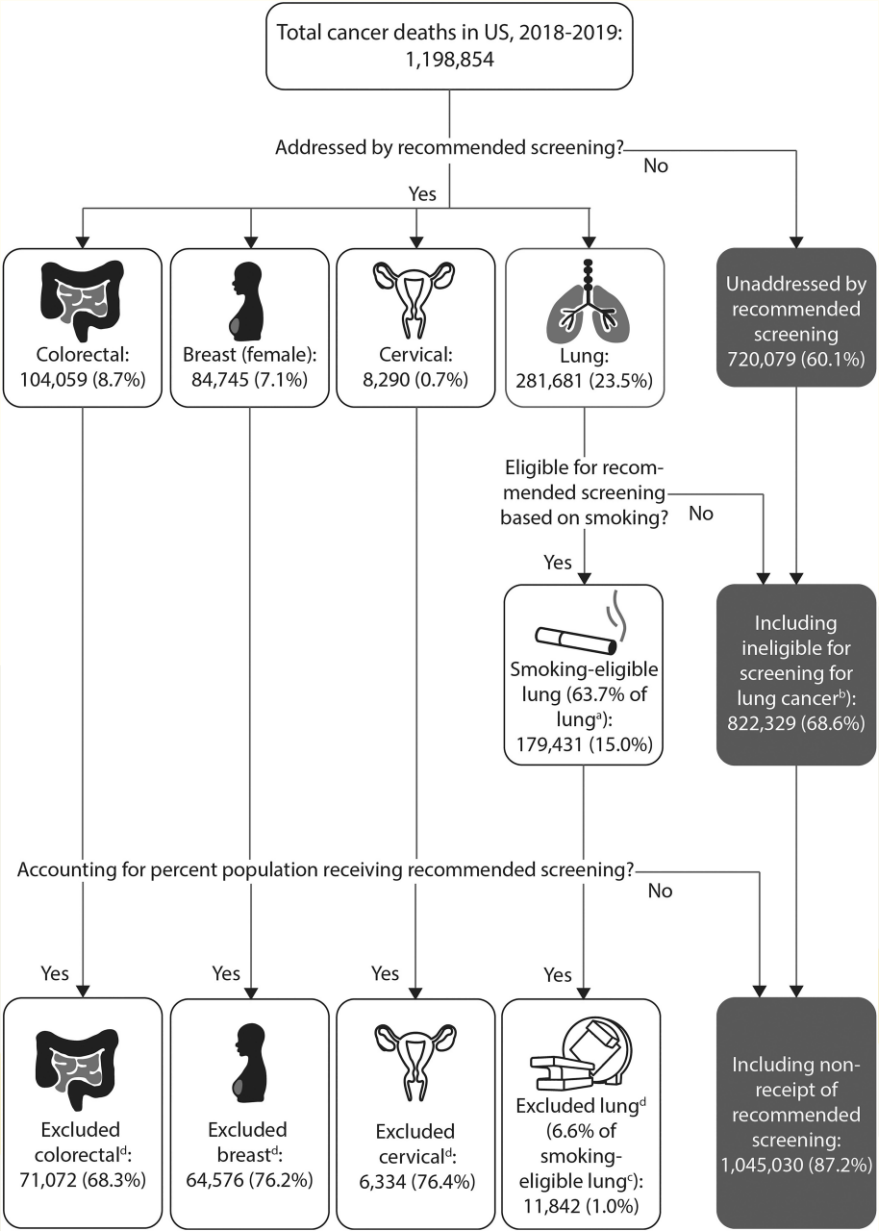 Total cancer deaths in US, 2018-2019:
1,198,854
Addressed by recommended screening?
No
Yes
Colorectal:
104,059 (8.7%)
Breast (female):
84,745 (7.1%)
Cervical:
8,290 (0.7%)
Lung:
281,681 (23.5%)
Unaddressed by
recommended
screening
720,079 (60.1%)
Eligible for recom-
mended screening
based on smoking?
No
Yes
Smoking-eligible
lung (63.7% of
lungᵃ):
179,431 (15.0%)
Including
ineligible for
screening for
lung cancerᵇ):
822,329 (68.6%)
Accounting for percent population receiving recommended screening?
No
Yes
Yes
Yes
Yes
Excluded
colorectalᵈ:
71,072 (68.3%)
Excluded
breastᵈ:
64,576 (76.2%)
Excluded
cervicalᵈ:
6,334 (76.4%)
Excluded lungᵈ
(6.6% of
smoking-
eligible lungᶜ):
11,842 (1.0%)
Including non-
receipt of
recommended
screening:
1,045,030 (87.2%)